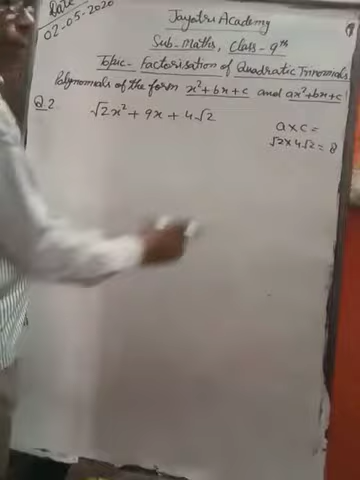 Date
02-05-2020
Jayatri Academy
Sub-Maths, Class-9th
Topic- Factorisation of Quadratic Trinomials
Polynomials of the form x²+bx+c and ax²+bx+c
Q.2 √2x² + 9x + 4√2
a×c =
√2×4√2 = 8